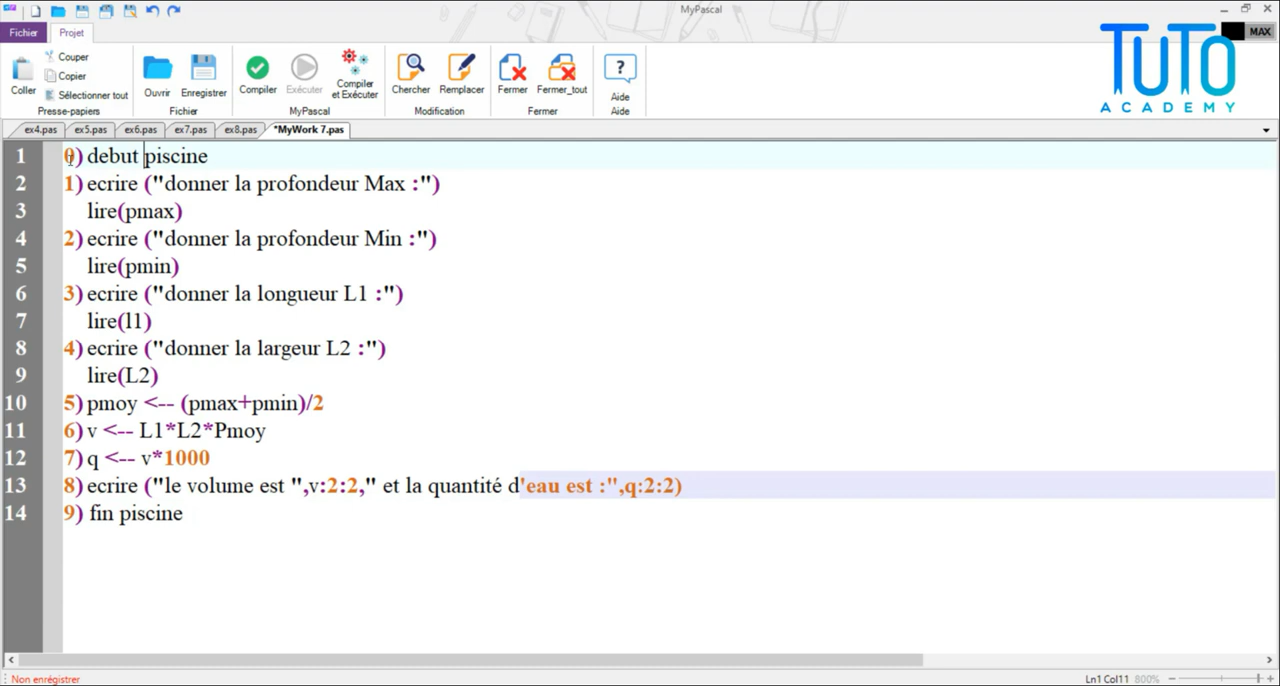 MyPascal
Fichier
Projet
MAX
TUTO
ACADEMY
Coller
Couper
Copier
Sélectionner tout
Presse-papiers
Ouvrir
Enregistrer
Fichier
Compiler
Exécuter
Compiler
et Exécuter
MyPascal
Chercher
Remplacer
Modification
Fermer
Fermer_tout
Fermer
Aide
Aide
ex4.pas
ex5.pas
ex6.pas
ex7.pas
ex8.pas
*MyWork 7.pas
1 0) debut piscine
2 1) ecrire ("donner la profondeur Max :")
3 lire(pmax)
4 2) ecrire ("donner la profondeur Min :")
5 lire(pmin)
6 3) ecrire ("donner la longueur L1 :")
7 lire(l1)
8 4) ecrire ("donner la largeur L2 :")
9 lire(L2)
10 5) pmoy <-- (pmax+pmin)/2
11 6) v <-- L1*L2*Pmoy
12 7) q <-- v*1000
13 8) ecrire ("le volume est ",v:2:2," et la quantité d'eau est :",q:2:2)
14 9) fin piscine
Non enrégistrer
Ln1 Col11 800%